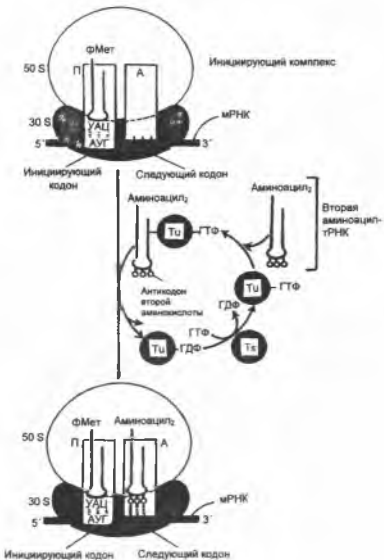 фМет
50 S
П
А
Инициирующий комплекс
30 S
мРНК
УАЦ
5´
АУГ
3´
Инициирующий
кодон
Следующий кодон
Аминоацил₂
Аминоацил₂
Вторая
аминоацил-
тРНК
Tu
ГТФ
Антикодон
второй
аминокислоты
Tu
ГТФ
ГДФ
ГТФ
Tu
ГДФ
Ts
фМет
Аминоацил₂
50 S
П
А
30 S
мРНК
УАЦ
5´
АУГ
3´
Инициирующий кодон
Следующий кодон